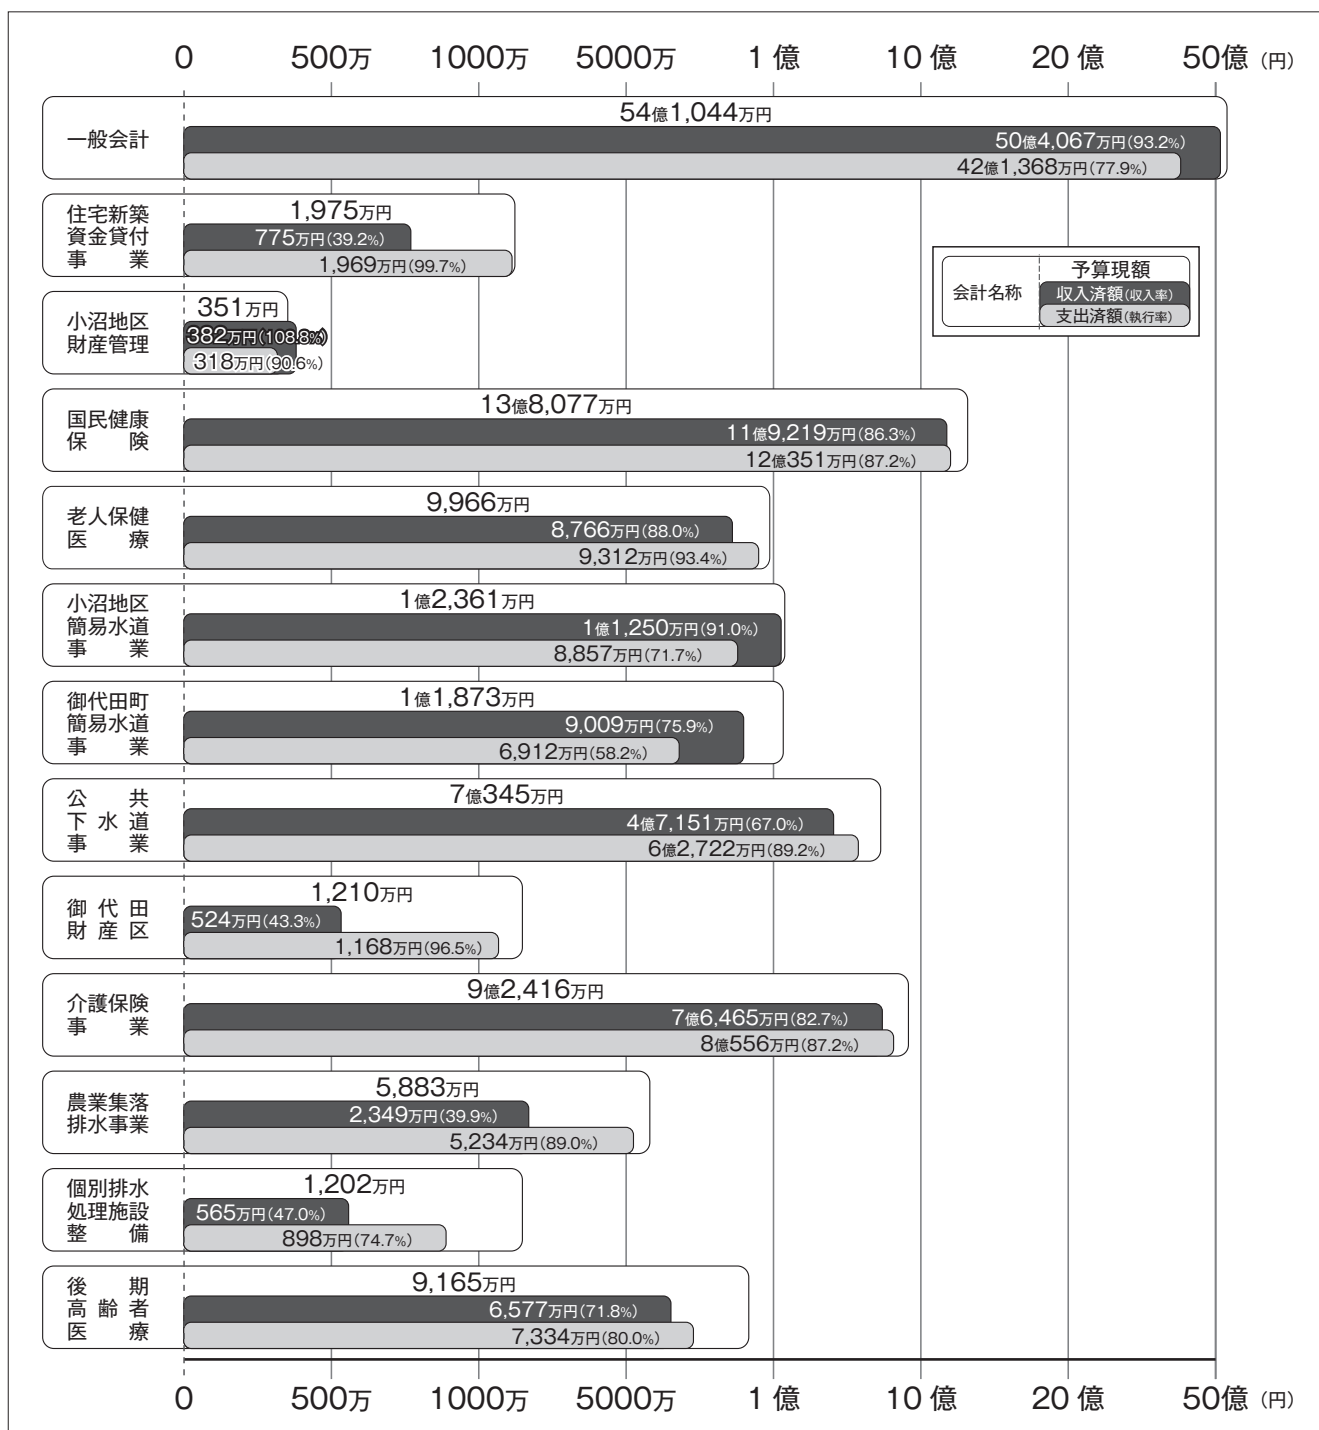 0 500万 1000万 5000万 1億 10億 20億 50億 (円)
54億1,044万円
一般会計
50億4,067万円(93.2%)
42億1,368万円(77.9%)
1,975万円
住宅新築
資金貸付
事業
775万円(39.2%)
1,969万円(99.7%)
会計名称
予算現額
収入済額(収入率)
支出済額(執行率)
351万円
小沼地区
財産管理
382万円(108.8%)
318万円(90.6%)
13億8,077万円
国民健康
保険
11億9,219万円(86.3%)
12億351万円(87.2%)
9,966万円
老人保健
医療
8,766万円(88.0%)
9,312万円(93.4%)
1億2,361万円
小沼地区
簡易水道
事業
1億1,250万円(91.0%)
8,857万円(71.7%)
1億1,873万円
御代田町
簡易水道
事業
9,009万円(75.9%)
6,912万円(58.2%)
7億345万円
公共
下水道
事業
4億7,151万円(67.0%)
6億2,722万円(89.2%)
1,210万円
御代田
財産区
524万円(43.3%)
1,168万円(96.5%)
9億2,416万円
介護保険
事業
7億6,465万円(82.7%)
8億556万円(87.2%)
5,883万円
農業集落
排水事業
2,349万円(39.9%)
5,234万円(89.0%)
1,202万円
個別排水
処理施設
整備
565万円(47.0%)
898万円(74.7%)
9,165万円
後期
高齢者
医療
6,577万円(71.8%)
7,334万円(80.0%)
0 500万 1000万 5000万 1億 10億 20億 50億 (円)